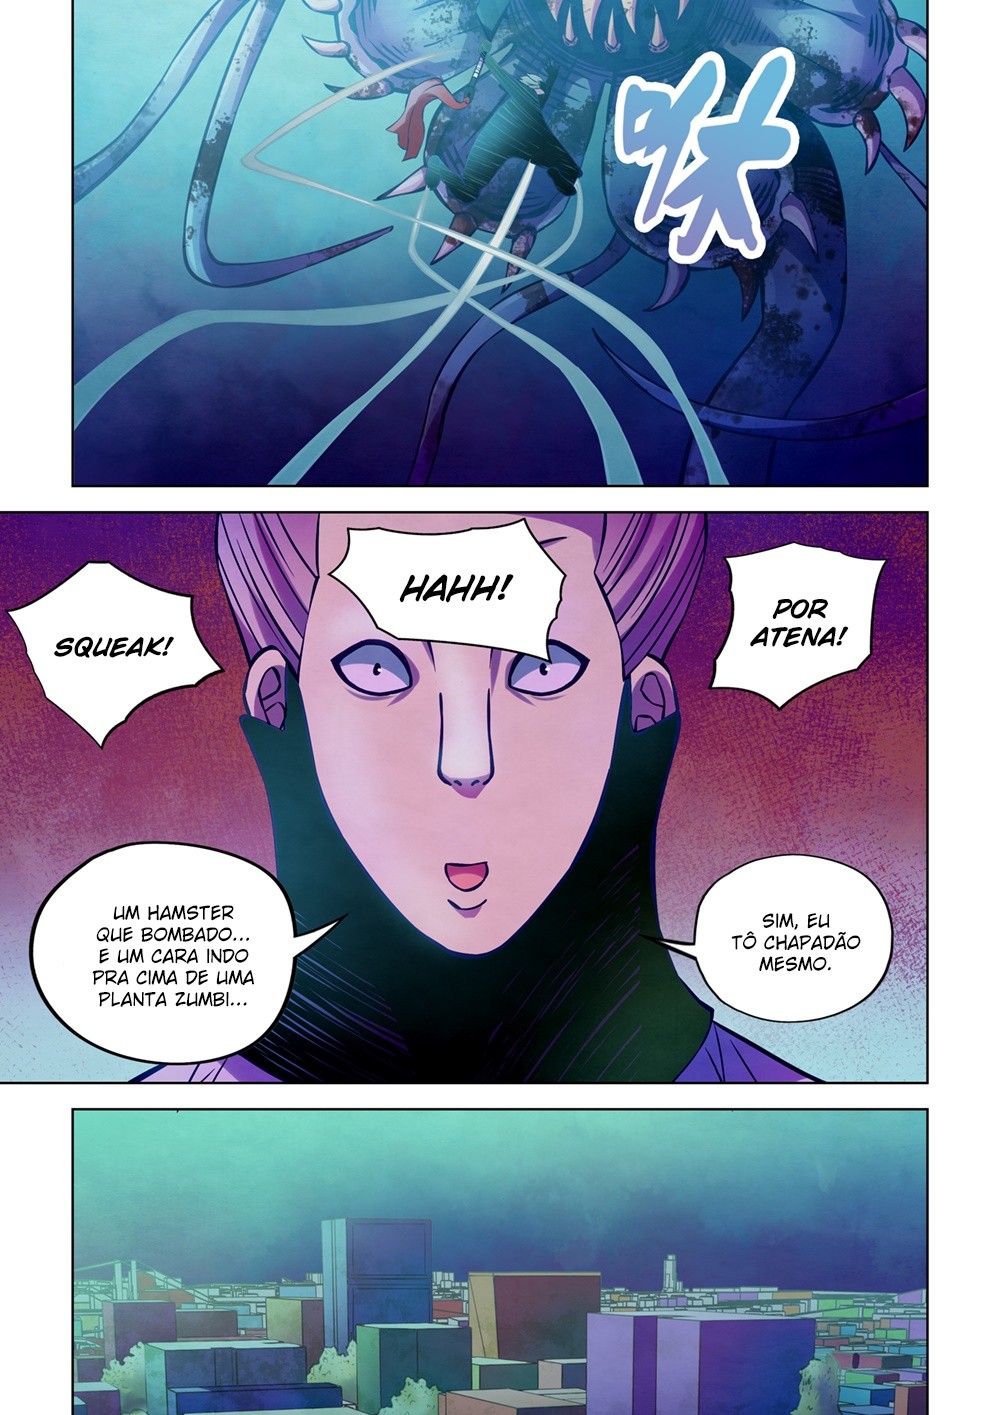 咻
HAHH!
SQUEAK!
POR
ATENA!
UM HAMSTER
QUE BOMBADO...
E UM CARA INDO
PRA CIMA DE UMA
PLANTA ZUMBI...
SIM, EU
TÔ CHAPADÃO
MESMO.